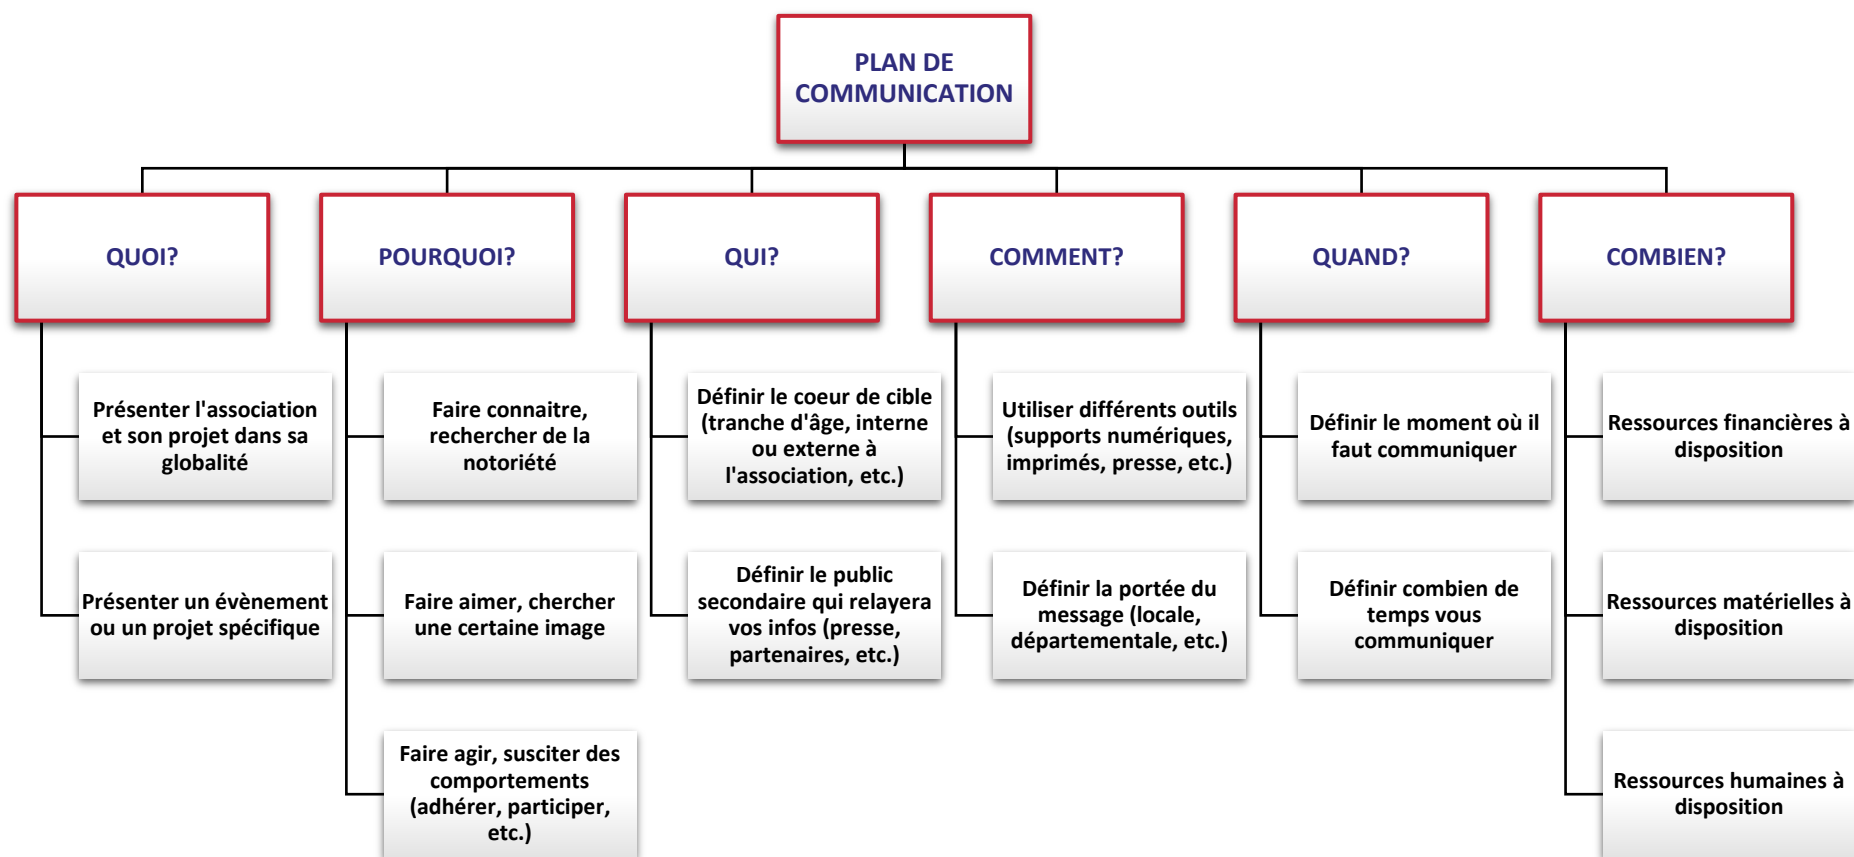 PLAN DE
COMMUNICATION
QUOI?
POURQUOI?
QUI?
COMMENT?
QUAND?
COMBIEN?
Présenter l'association
et son projet dans sa
globalité
Présenter un évènement
ou un projet spécifique
Faire connaitre,
rechercher de la
notoriété
Faire aimer, chercher
une certaine image
Faire agir, susciter des
comportements
(adhérer, participer,
etc.)
Définir le coeur de cible
(tranche d'âge, interne
ou externe à
l'association, etc.)
Définir le public
secondaire qui relayera
vos infos (presse,
partenaires, etc.)
Utiliser différents outils
(supports numériques,
imprimés, presse, etc.)
Définir la portée du
message (locale,
départementale, etc.)
Définir le moment où il
faut communiquer
Définir combien de
temps vous
communiquer
Ressources financières à
disposition
Ressources matérielles à
disposition
Ressources humaines à
disposition